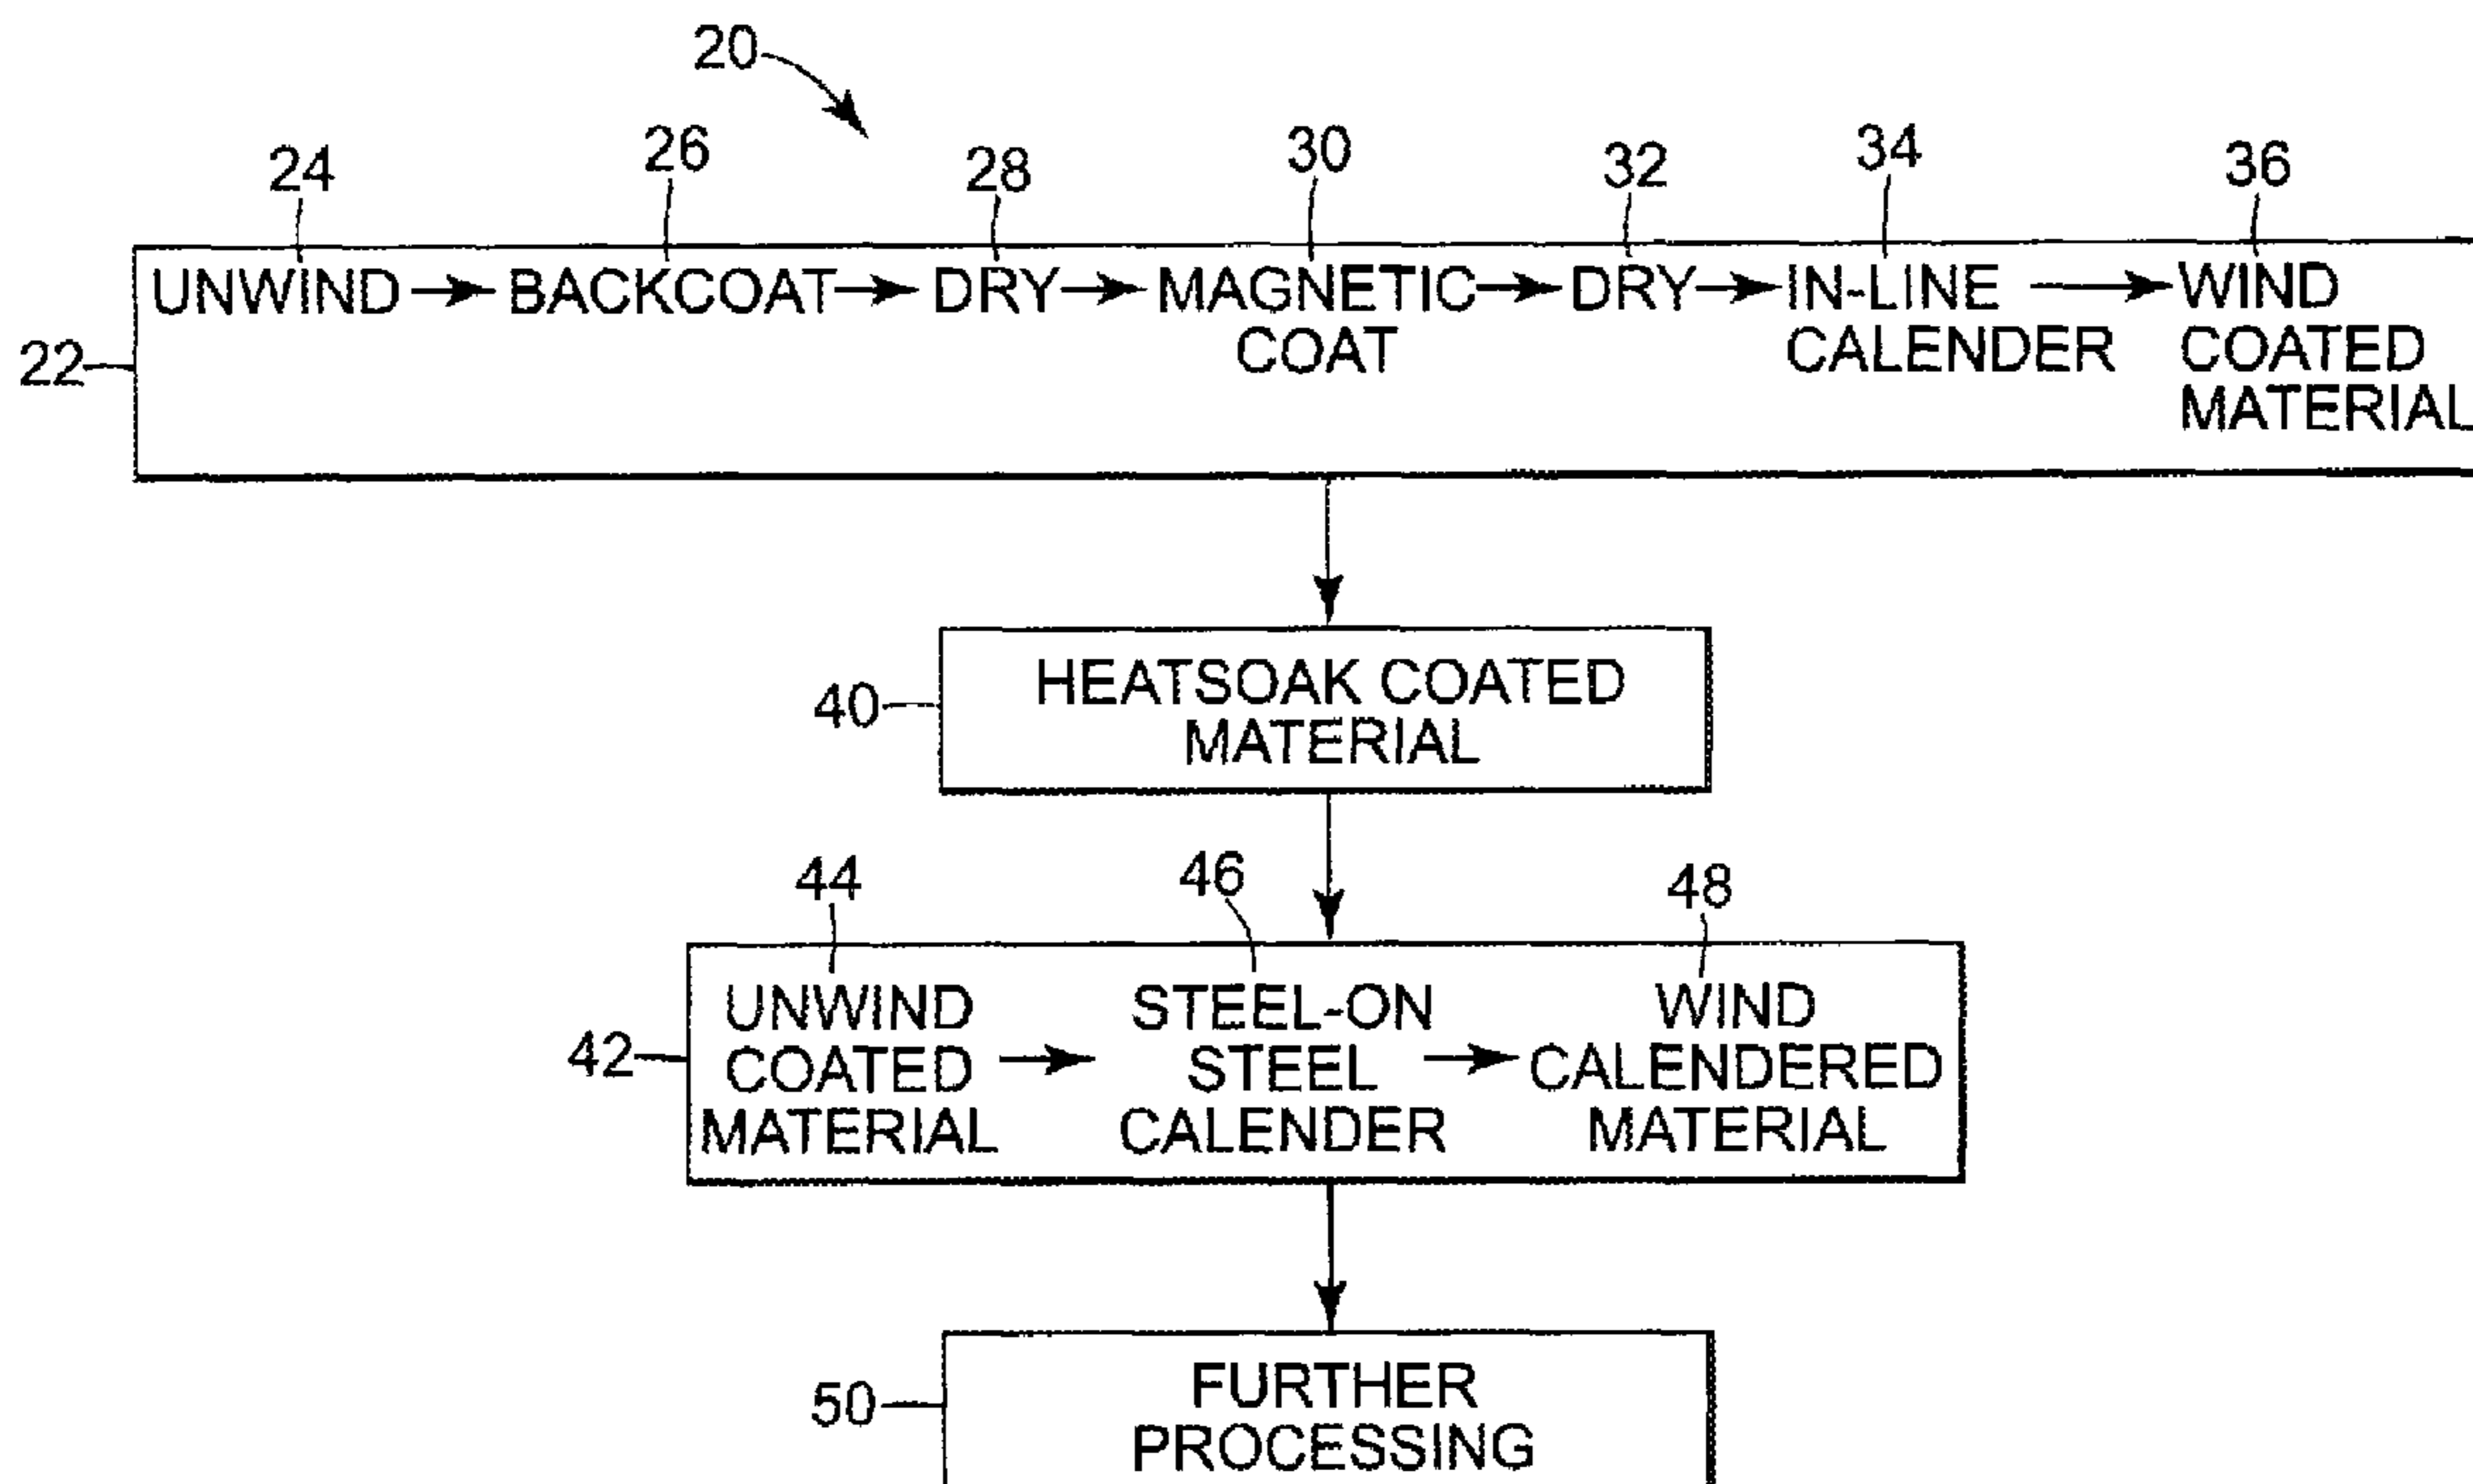 20
24 26 28 30 32 34 36
UNWIND BACKCOAT DRY MAGNETIC DRY IN-LINE WIND
COAT CALENDER COATED
22
MATERIAL
HEATSOAK COATED
40
MATERIAL
44 46 48
UNWIND STEEL-ON WIND
42 COATED STEEL CALENDERED
MATERIAL CALENDER MATERIAL
FURTHER
50
PROCESSING